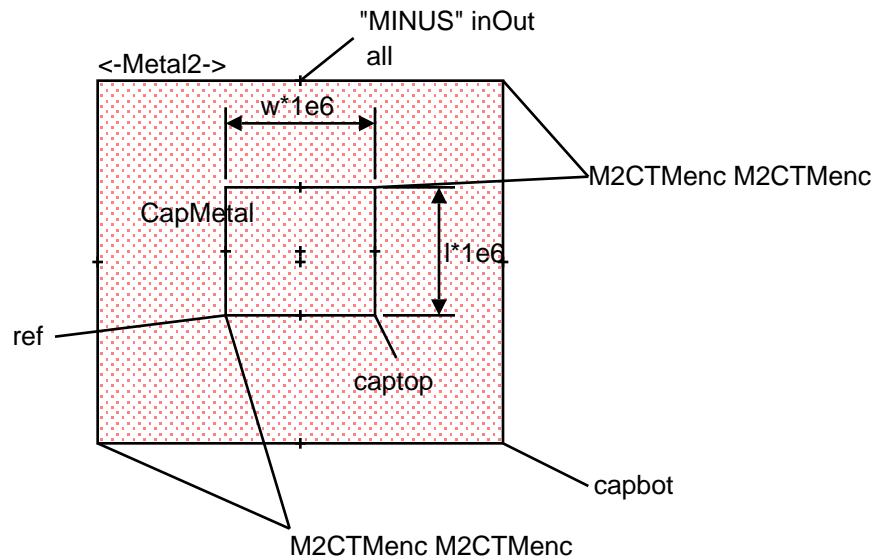 "MINUS" inOut
all
<-Metal2->
w*1e6
M2CTMenc M2CTMenc
CapMetal
l*1e6
ref
captop
capbot
M2CTMenc M2CTMenc